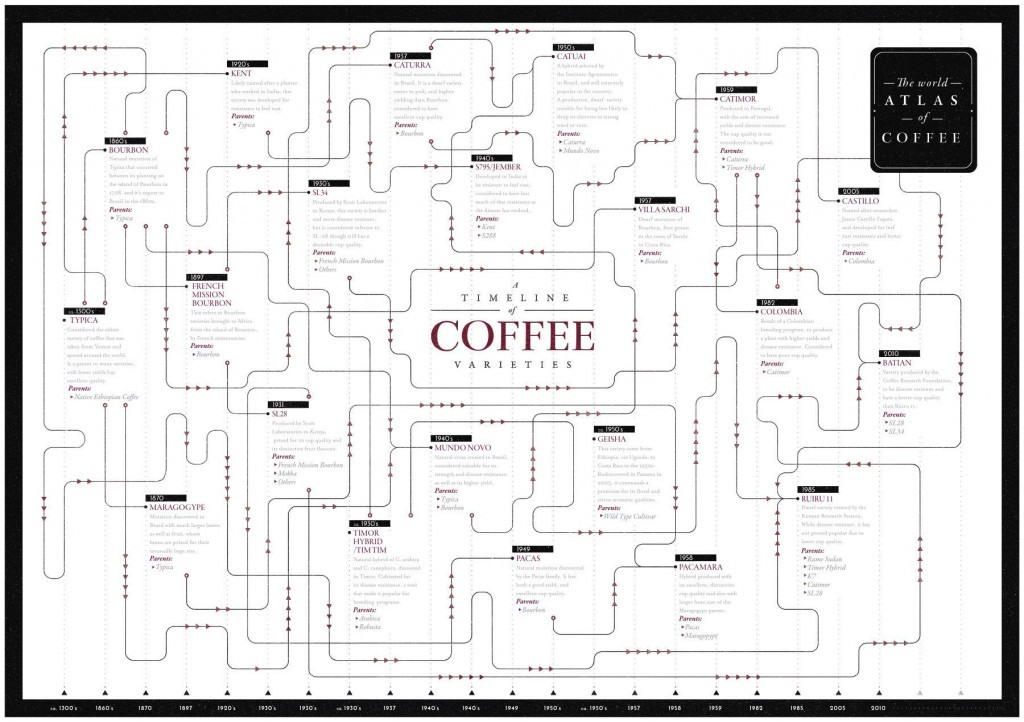 The world
ATLAS
of
COFFEE
A
TIMELINE
of
COFFEE
VARIETIES
ca. 1300's
TYPICA
Considered the oldest
variety of coffee that was
taken from Yemen and
spread around the world.
Is a parent to many varieties,
with lower yields but
excellent quality.
Parents:
Native Ethiopian Coffee
1860's
BOURBON
Natural mutation of
Typica that occurred
Parents:
Typica
1870
MARAGOGYPE
Mutation discovered in
Brazil with much larger leaves
as well as fruit, whose
beans are prized for their
unusually large size.
Parents:
Typica
1897
FRENCH
MISSION
BOURBON
This refers to Bourbon
varieties brought to Africa
from the island of Bourbon,
by French missionaries.
Parents:
Bourbon
1920's
KENT
Likely named after a planter
who worked in India, this
variety was developed for
resistance to leaf rust.
Parents:
Typica
1931
SL28
Produced by Scott
Laboratories in Kenya,
prized for its cup quality and
its distinctive fruit flavours.
Parents:
French Mission Bourbon
Mokka
Others
1930's
SL34
Produced by Scott Laboratories
in Kenya, this variety is hardier
and more disease resistant,
but is considered inferior to
SL-28 though still has a
desirable cup quality.
Parents:
French Mission Bourbon
Others
ca. 1930's
TIMOR
HYBRID
/TIM TIM
Natural hybrid of C. arabica
and C. canephora, discovered
in Timor. Cultivated for
its disease resistance, a trait
that made it popular for
breeding programs.
Parents:
Arabica
Robusta
1937
CATURRA
Natural mutation discovered
in Brazil. It is a dwarf variety
easier to pick, and higher
yielding than Bourbon.
considered to have
excellent cup quality.
Parents:
Bourbon
1940's
MUNDO NOVO
Natural cross created in Brazil,
considered valuable for its
strength and disease resistance
as well as its higher yield.
Parents:
Typica
Bourbon
1940's
S795/JEMBER
Developed in India to
be resistant to leaf rust,
considered to have lost
much of that resistance as
the disease has evolved.
Parents:
Kent
S288
1949
PACAS
Natural mutation discovered
by the Pacas family. It has
both a good yield, and
excellent cup quality.
Parents:
Bourbon
1950's
CATUAI
A hybrid selected by
the Instituto Agronomico
in Brazil, and still extremely
popular in the country.
A productive, dwarf variety
suitable for being less likely to
drop its cherries in strong
wind or rain.
Parents:
Caturra
Mundo Novo
ca. 1950's
GEISHA
This variety came from
Ethiopia, via Uganda, to
Costa Rica in the 1950s.
Rediscovered in Panama in
2005, it commands a
premium for its floral and
citrus aromatic qualities.
Parents:
Wild Type Cultivar
1957
VILLA SARCHI
Dwarf mutation of
Bourbon, first grown
in the town of Sarchi
in Costa Rica.
Parents:
Bourbon
1958
PACAMARA
Hybrid produced with
an excellent, distinctive
cup quality and also with
larger bean size of the
Maragogype parent.
Parents:
Pacas
Maragogype
1959
CATIMOR
Produced in Portugal,
with the aim of increased
yields and disease resistance.
The cup quality is not
considered to be good.
Parents:
Caturra
Timor Hybrid
1982
COLOMBIA
Result of a Colombian
breeding program, to produce
a plant with higher yields and
disease resistance. Considered
to have poor cup quality.
Parents:
Catimor
1985
RUIRU 11
Dwarf variety created by the
Kenyan Research Station.
While disease resistant, it has
not proved popular due to
lower cup quality.
Parents:
Rume Sudan
Timor Hybrid
K7
Catimor
SL28
2005
CASTILLO
Named after researcher
Jaime Castillo Zapata,
and developed for leaf
rust resistance and better
cup quality.
Parents:
Colombia
2010
BATIAN
Variety produced by the
Coffee Research Foundation,
to be disease resistant and
have a better cup quality
than Ruiru 11.
Parents:
SL28
SL34
ca. 1300's 1860's 1870 1897 1920's 1930's 1930's ca. 1930's 1937 1940's 1940's 1949 ca. 1950's 1957 1958 1959 1982 1985 2005 2010